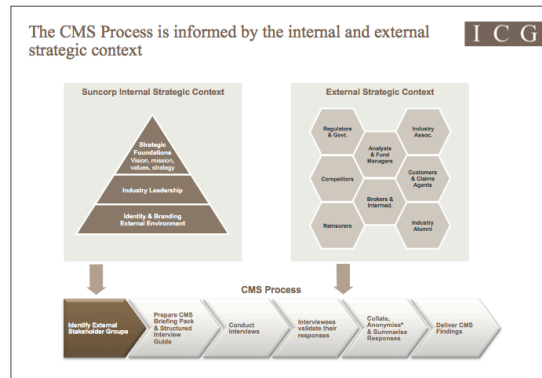 The CMS Process is informed by the internal and external
strategic context
I C G
Suncorp Internal Strategic Context
Strategic
Foundations
Vision, mission,
values, strategy
Industry Leadership
Identity & Branding
External Environment
External Strategic Context
Regulators
& Govt.
Industry
Assoc.
Analysts
& Fund
Managers
Competitors
Customers
& Claims
Agents
Brokers &
Intermed.
Reinsurers
Industry
Alumni
CMS Process
Identify External
Stakeholder Groups
Prepare CMS
Briefing Pack
& Structured
Interview
Guide
Conduct
Interviews
Interviewees
validate their
responses
Collate,
Anonymise*
& Summarise
Responses
Deliver CMS
Findings